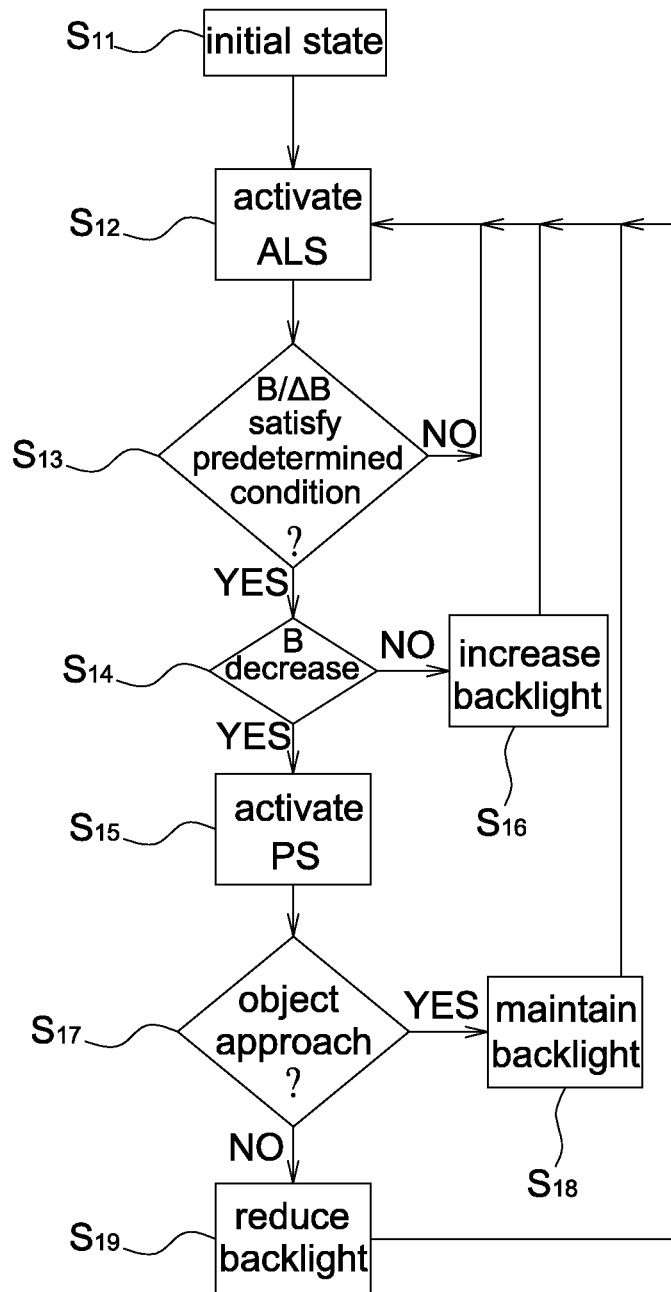 S11
initial state
S12
activate
ALS
S13
B/ΔB
satisfy
predetermined
condition
?
NO
YES
S14
B
decrease
NO
increase
backlight
S16
YES
S15
activate
PS
S17
object
approach
?
YES
maintain
backlight
S18
NO
S19
reduce
backlight